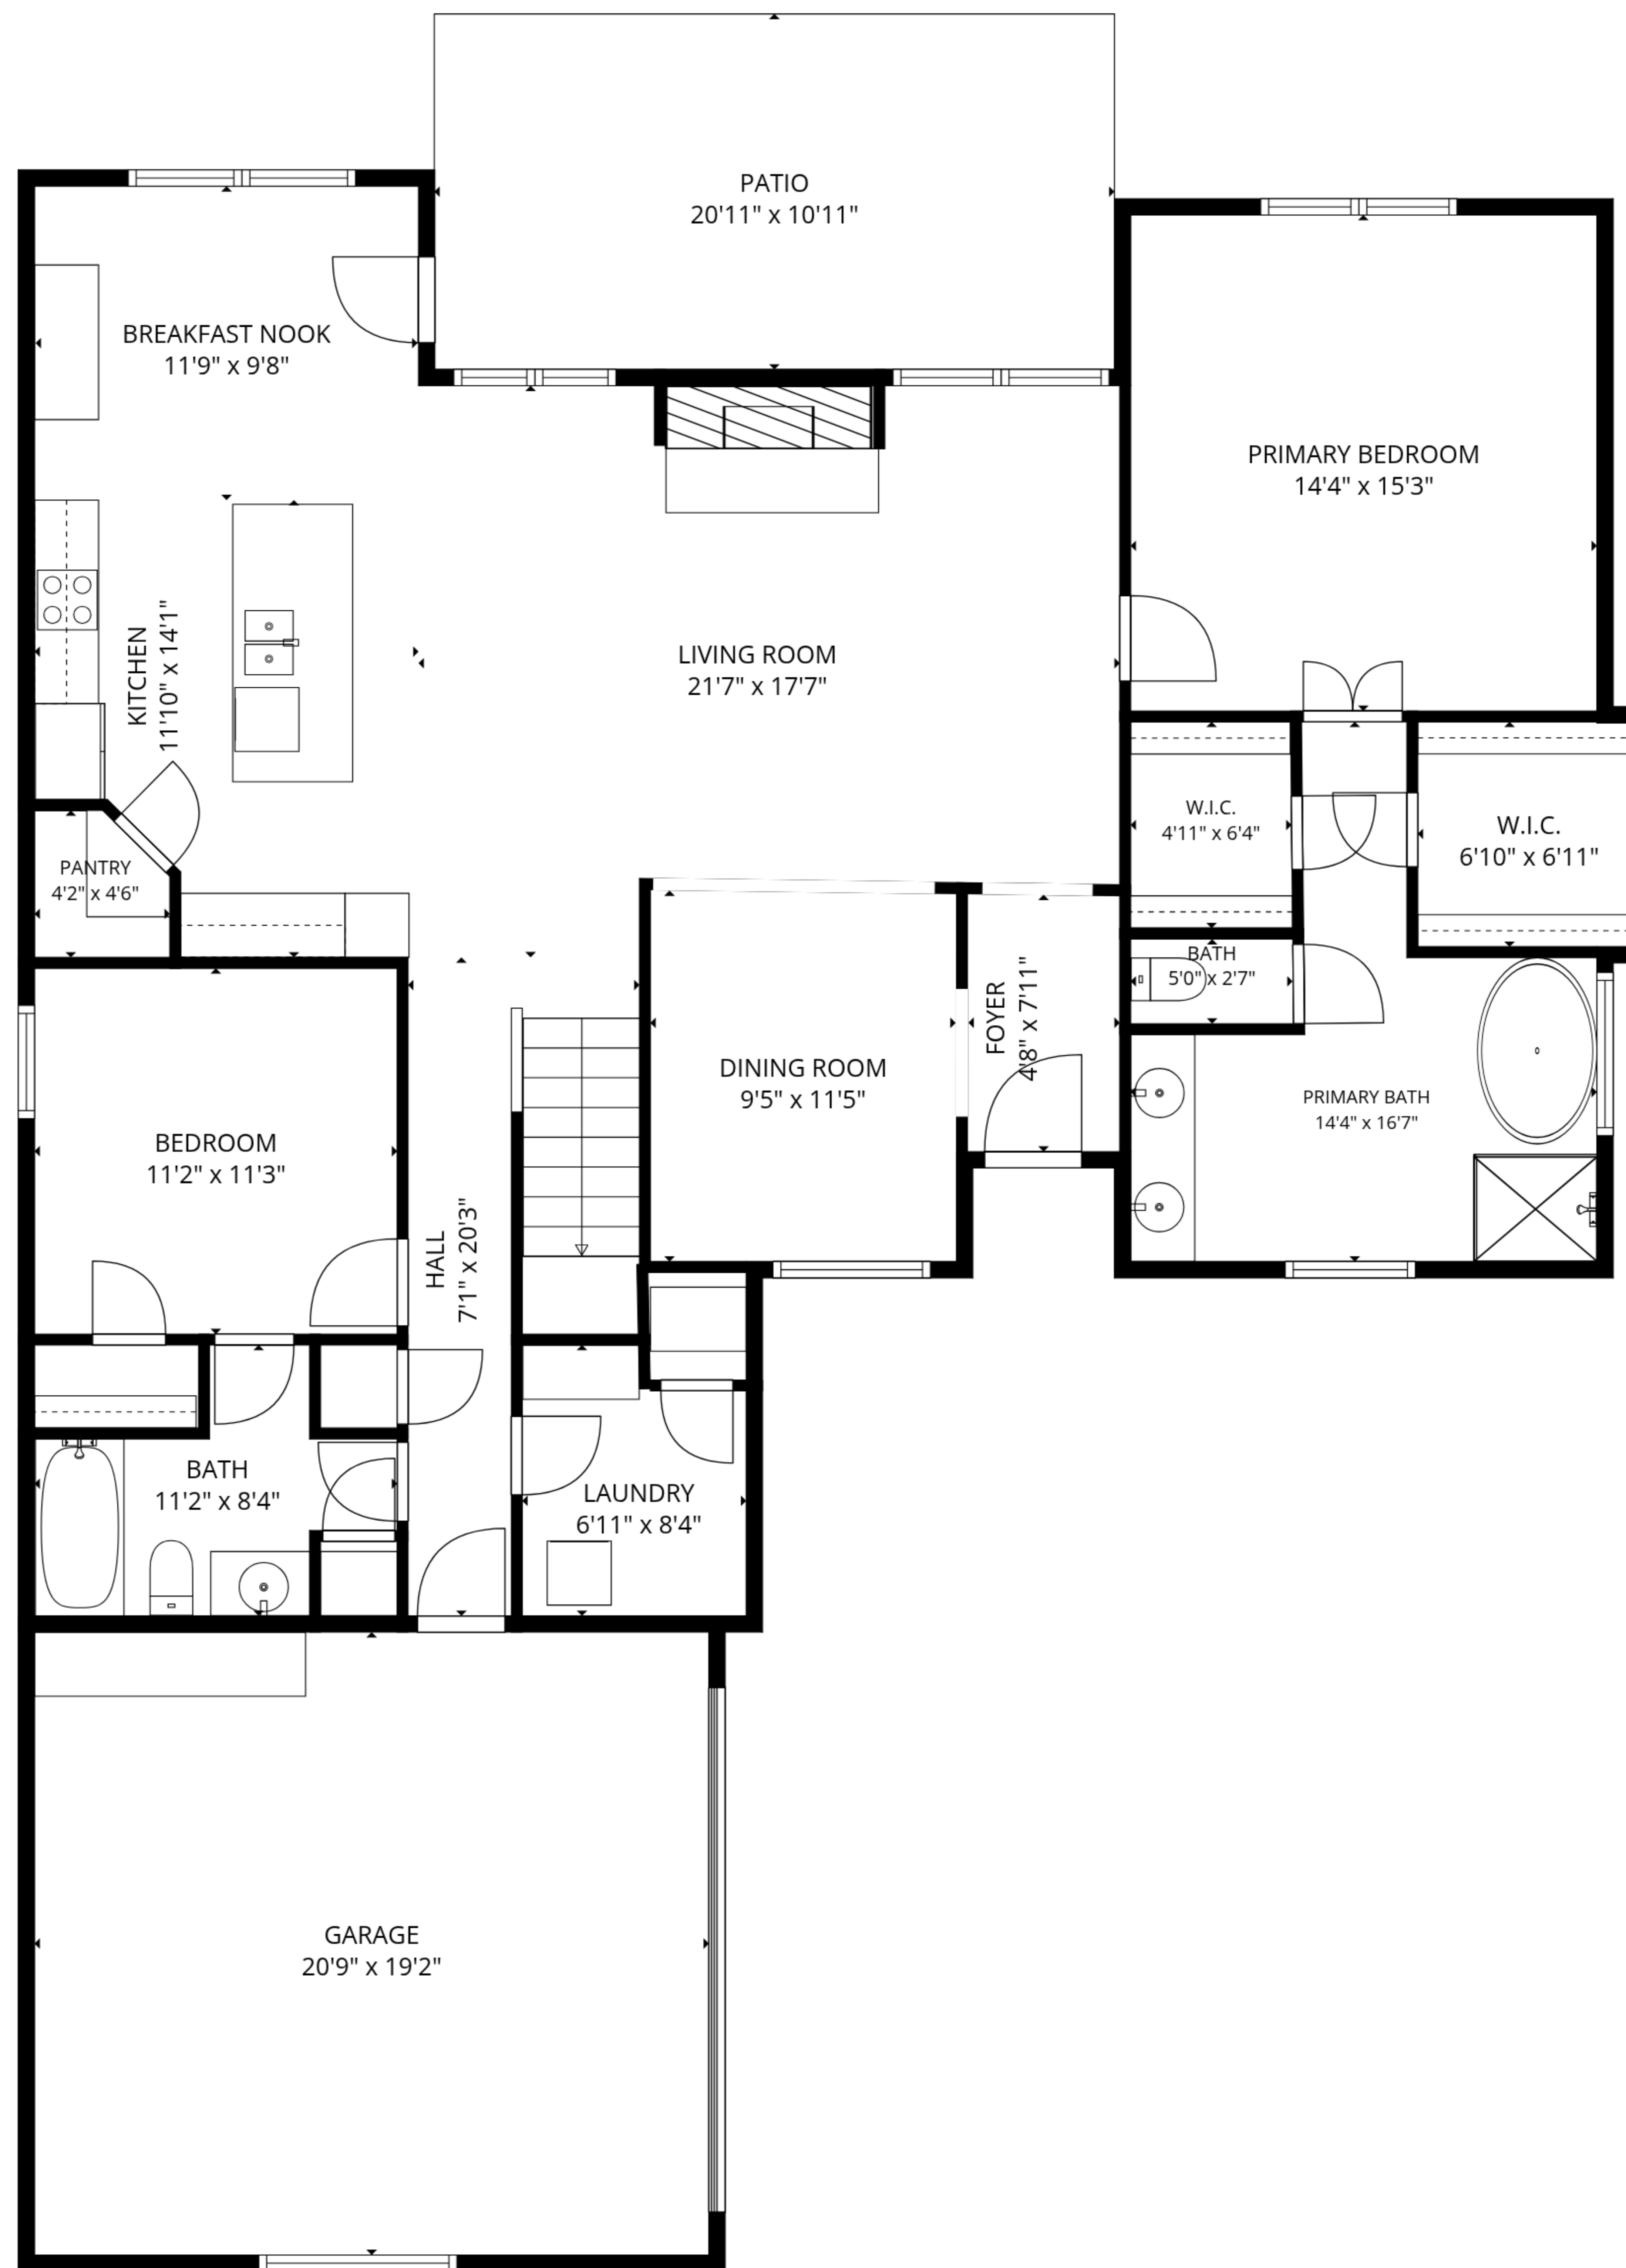 PATIO
20'11" x 10'11"
BREAKFAST NOOK
11'9" x 9'8"
PRIMARY BEDROOM
14'4" x 15'3"
KITCHEN
11'10" x 14'1"
LIVING ROOM
21'7" x 17'7"
W.I.C.
4'11" x 6'4"
W.I.C.
6'10" x 6'11"
PANTRY
4'2" x 4'6"
BATH
5'0" x 2'7"
FOYER
4'8" x 7'11"
DINING ROOM
9'5" x 11'5"
PRIMARY BATH
14'4" x 16'7"
BEDROOM
11'2" x 11'3"
HALL
7'1" x 20'3"
BATH
11'2" x 8'4"
LAUNDRY
6'11" x 8'4"
GARAGE
20'9" x 19'2"